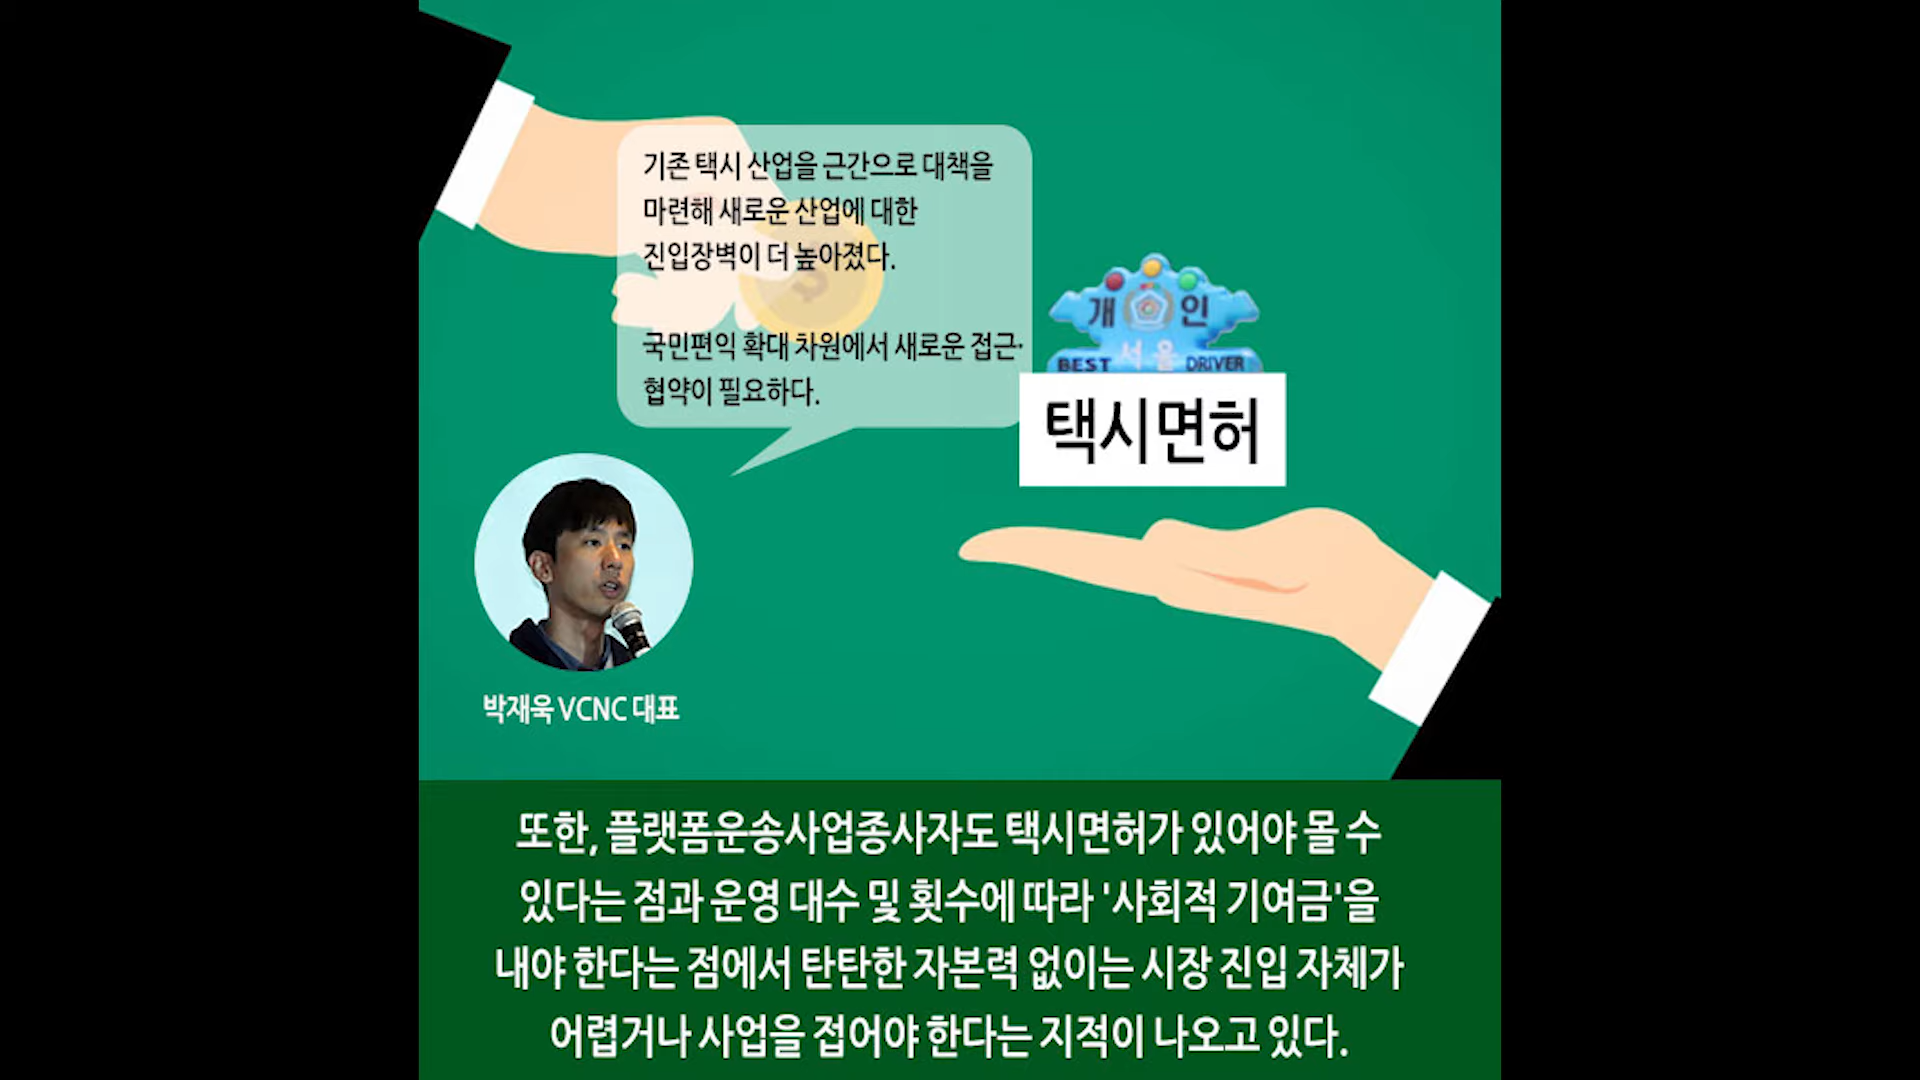 기존 택시 산업을 근간으로 대책을
마련해 새로운 산업에 대한
진입장벽이 더 높아졌다.
국민편익 확대 차원에서 새로운 접근·
협약이 필요하다.
개인
BEST 서울 DRIVER
택시면허
박재욱 VCNC 대표
또한, 플랫폼운송사업종사자도 택시면허가 있어야 몰 수
있다는 점과 운영 대수 및 횟수에 따라 '사회적 기여금'을
내야 한다는 점에서 탄탄한 자본력 없이는 시장 진입 자체가
어렵거나 사업을 접어야 한다는 지적이 나오고 있다.